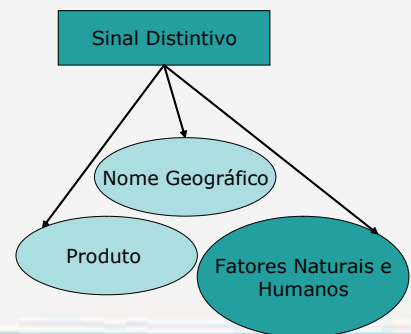 Sinal Distintivo
Nome Geográfico
Produto
Fatores Naturais e
Humanos